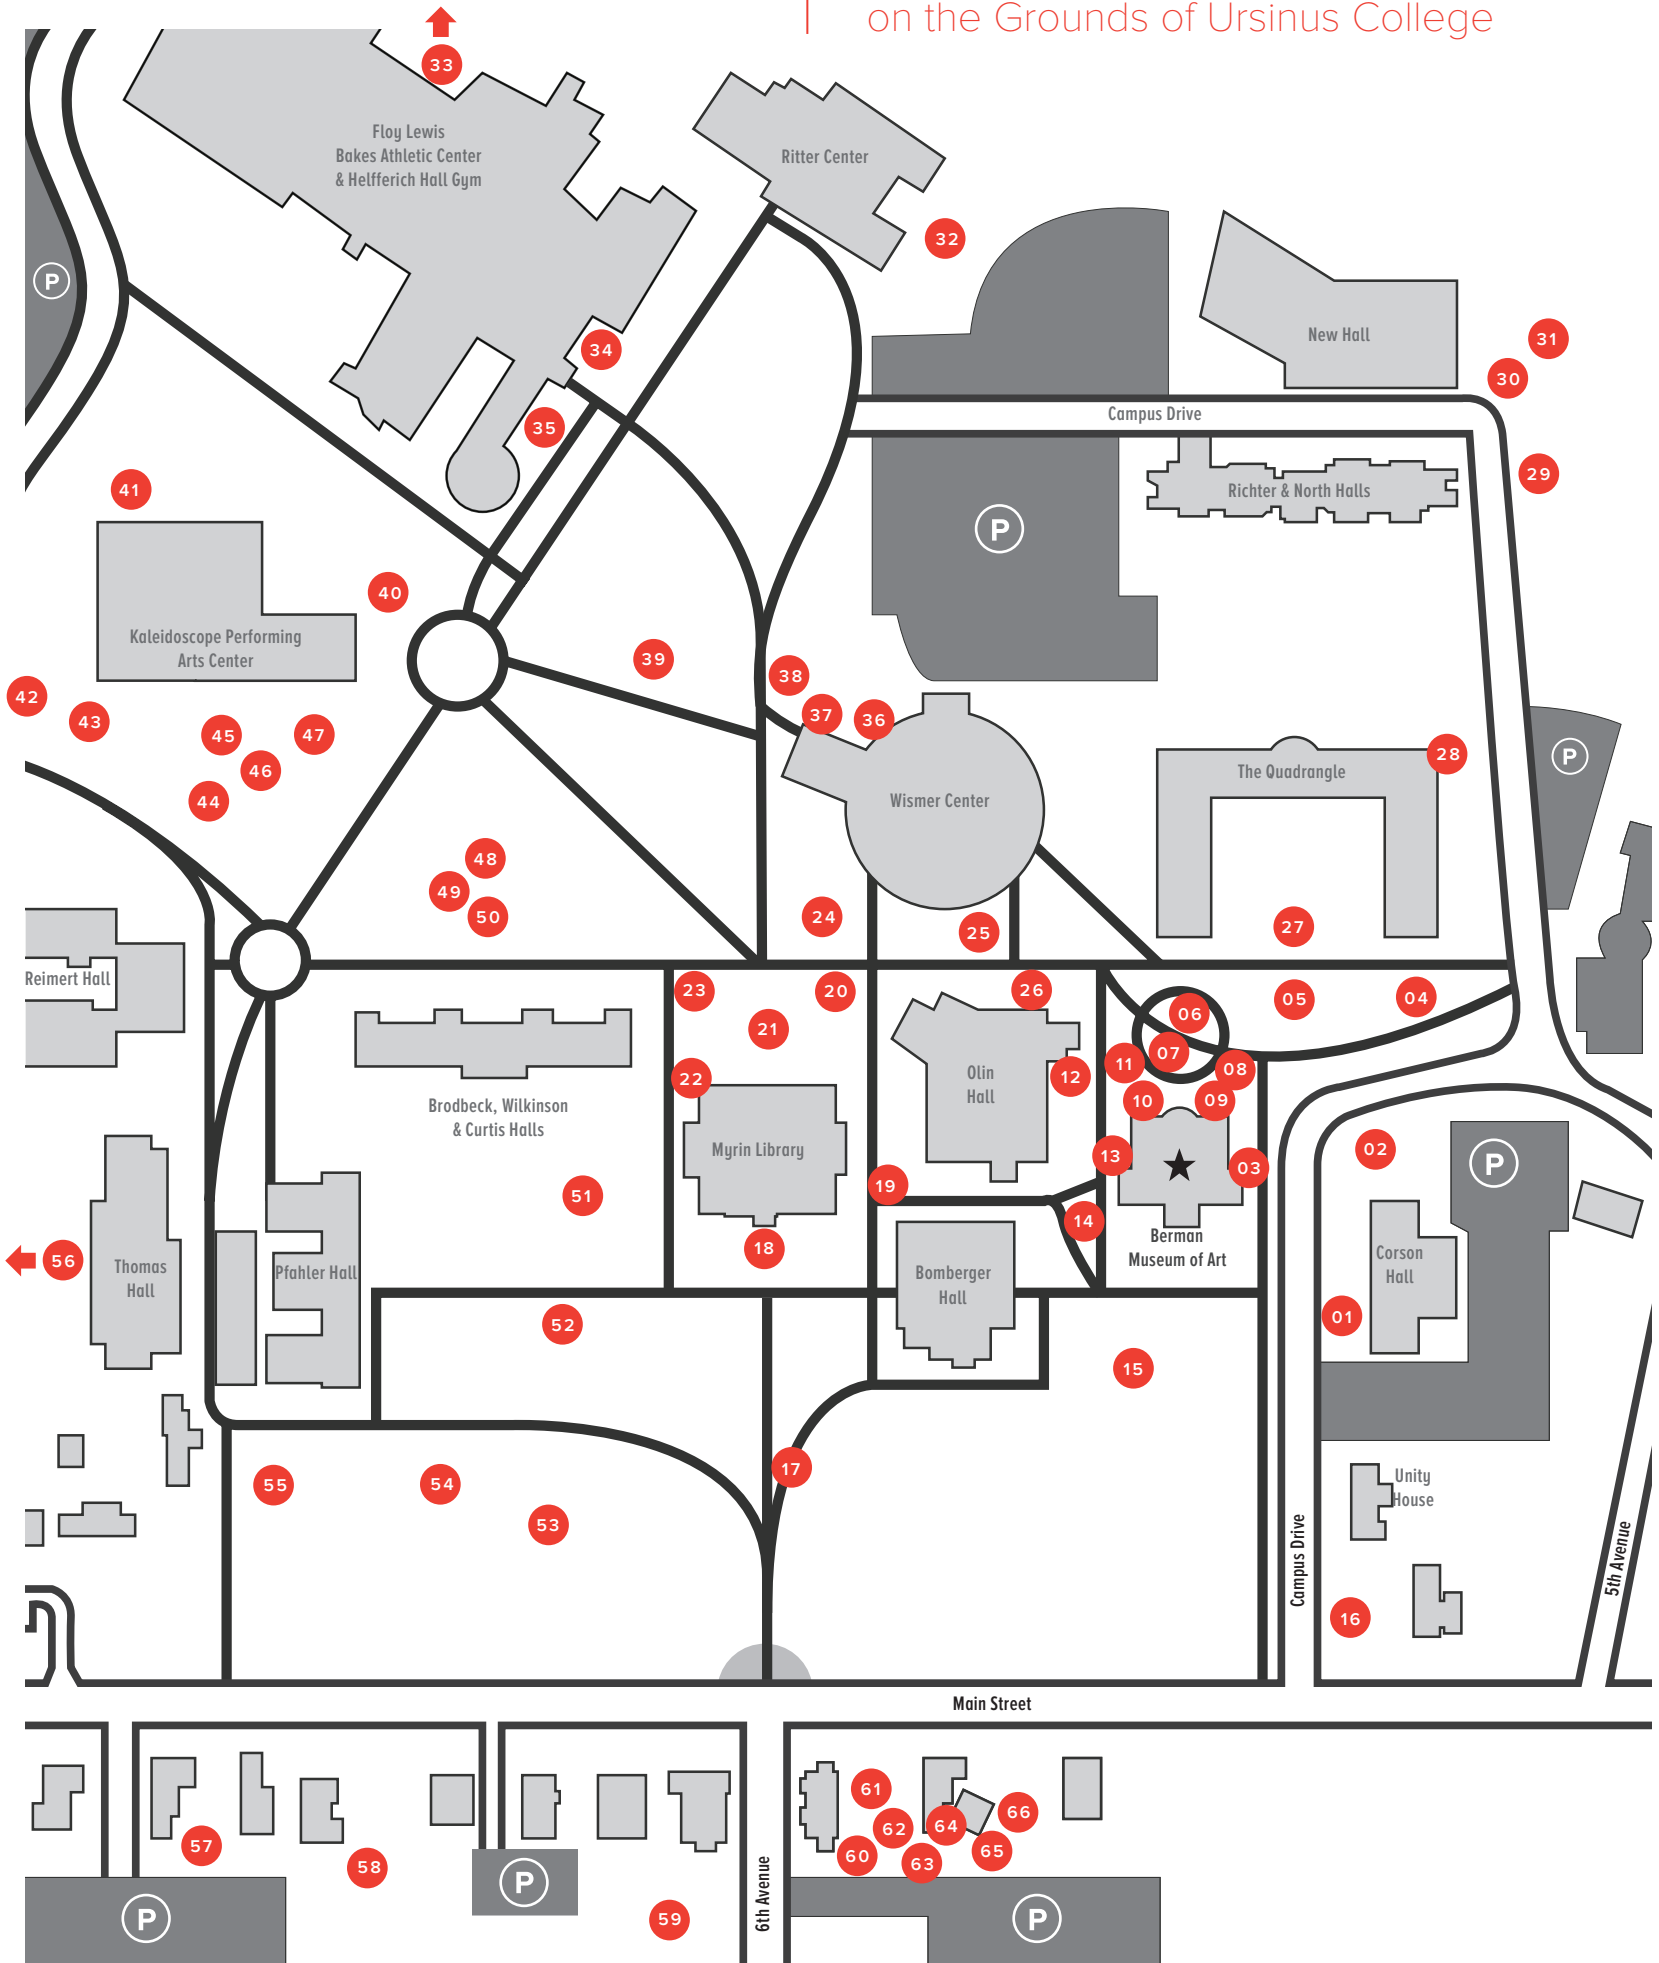 on the Grounds of Ursinus College
33
Floy Lewis
Bakes Athletic Center
& Helfferich Hall Gym
Ritter Center
32
P
New Hall
31
34
30
Campus Drive
35
29
41
Richter & North Halls
P
40
Kaleidoscope Performing
Arts Center
39
38
42
43
37
36
45
47
28
P
46
The Quadrangle
44
Wismer Center
48
49
50
24
27
25
Reimert Hall
23
20
26
05
04
06
21
07
11
08
22
12
Olin
Hall
10
09
Brodbeck, Wilkinson
& Curtis Halls
Myrin Library
02
P
13
03
19
51
14
18
Berman
Museum of Art
56
Thomas
Hall
Pfahler Hall
Bomberger
Hall
Corson
Hall
01
52
15
17
55
54
Unity
House
53
Campus Drive
5th Avenue
16
Main Street
61
66
64
62
57
60
65
63
58
P
59
6th Avenue
P
P